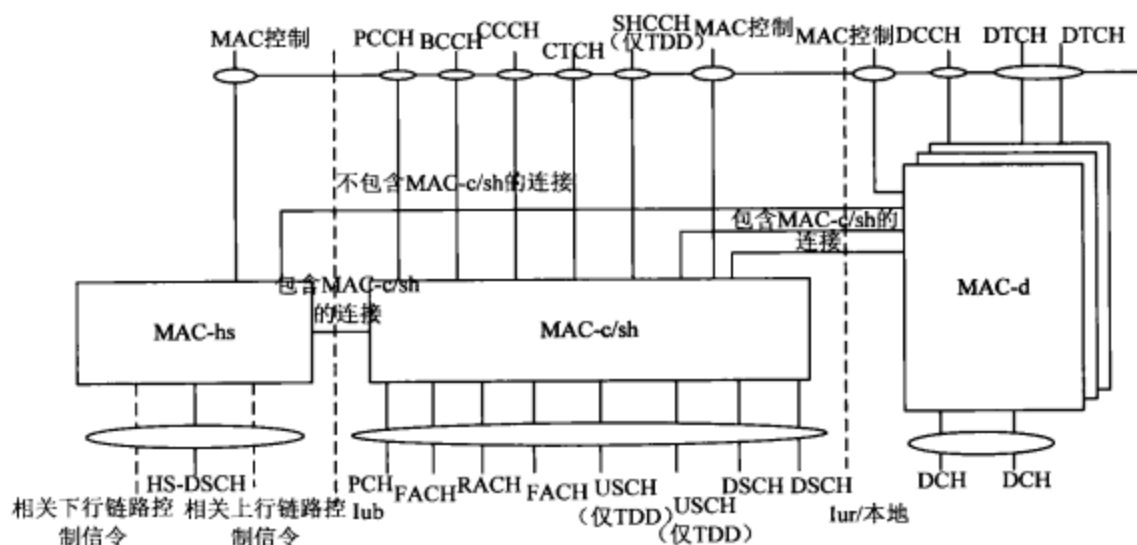 MAC控制
PCCH
BCCH
CCCH
CTCH
SHCCH
(仅TDD)
MAC控制
MAC控制
DCCH
DTCH
DTCH
不包含MAC-c/sh的连接
包含MAC-c/sh的
连接
包含MAC-c/sh
的连接
MAC-hs
MAC-c/sh
MAC-d
HS-DSCH
相关下行链路控
制信令
相关上行链路控
制信令
PCH
Iub
FACH
RACH
FACH
USCH
(仅TDD)
USCH
(仅TDD)
DSCH
DSCH
Iur/本地
DCH
DCH